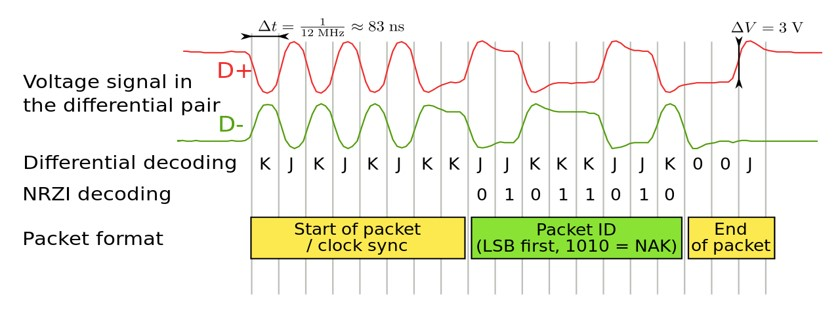 Δt = 1/12 MHz ≈ 83 ns
ΔV = 3 V
Voltage signal in
the differential pair
D+
D-
Differential decoding K J K J K J K K J J K K K J J K 0 0 J
NRZI decoding 0 1 0 1 1 0 1 0
Packet format
Start of packet
/ clock sync
Packet ID
(LSB first, 1010 = NAK)
End
of packet